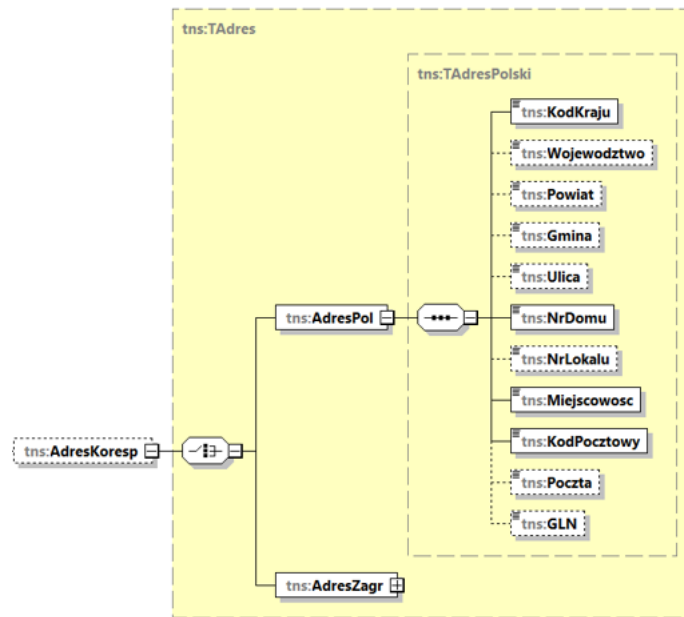 tns:TAdres
tns:TAdresPolski
tns:KodKraju
tns:Wojewodztwo
tns:Powiat
tns:Gmina
tns:Ulica
tns:AdresPol
tns:NrDomu
tns:NrLokalu
tns:Miejscowosc
tns:AdresKoresp
tns:KodPocztowy
tns:Poczta
tns:GLN
tns:AdresZagr